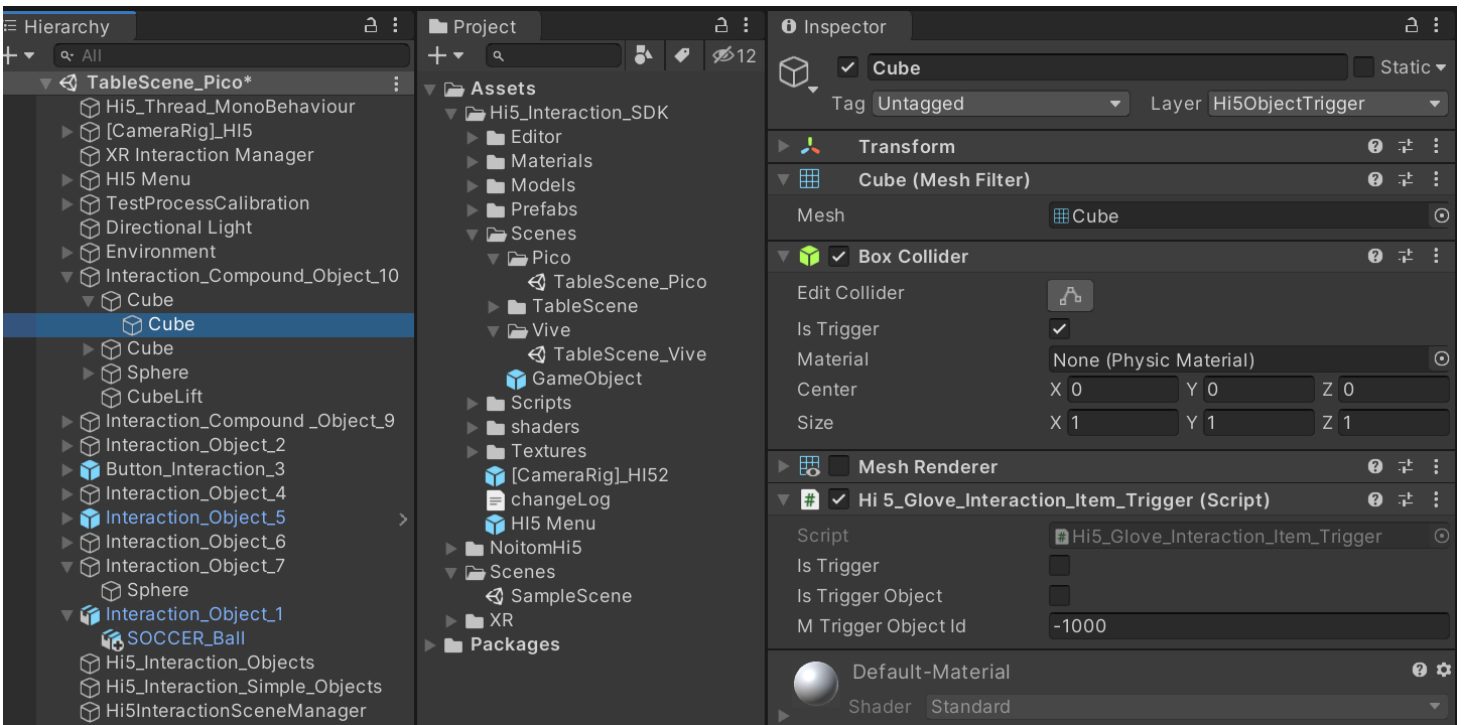 Hierarchy
All
TableScene_Pico*
Hi5_Thread_MonoBehaviour
[CameraRig]_HI5
XR Interaction Manager
HI5 Menu
TestProcessCalibration
Directional Light
Environment
Interaction_Compound_Object_10
Cube
Cube
Cube
Sphere
CubeLift
Interaction_Compound _Object_9
Interaction_Object_2
Button_Interaction_3
Interaction_Object_4
Interaction_Object_5
Interaction_Object_6
Interaction_Object_7
Sphere
Interaction_Object_1
SOCCER_Ball
Hi5_Interaction_Objects
Hi5_Interaction_Simple_Objects
Hi5InteractionSceneManager
Project
12
Assets
Hi5_Interaction_SDK
Editor
Materials
Models
Prefabs
Scenes
Pico
TableScene_Pico
TableScene
Vive
TableScene_Vive
GameObject
Scripts
shaders
Textures
[CameraRig]_HI52
changeLog
HI5 Menu
NoitomHi5
Scenes
SampleScene
XR
Packages
Inspector
Cube Static
Tag Untagged Layer Hi5ObjectTrigger
Transform
Cube (Mesh Filter)
Mesh Cube
Box Collider
Edit Collider
Is Trigger
Material None (Physic Material)
Center X 0 Y 0 Z 0
Size X 1 Y 1 Z 1
Mesh Renderer
# Hi 5_Glove_Interaction_Item_Trigger (Script)
Script #Hi5_Glove_Interaction_Item_Trigger
Is Trigger
Is Trigger Object
M Trigger Object Id -1000
Default-Material
Shader Standard